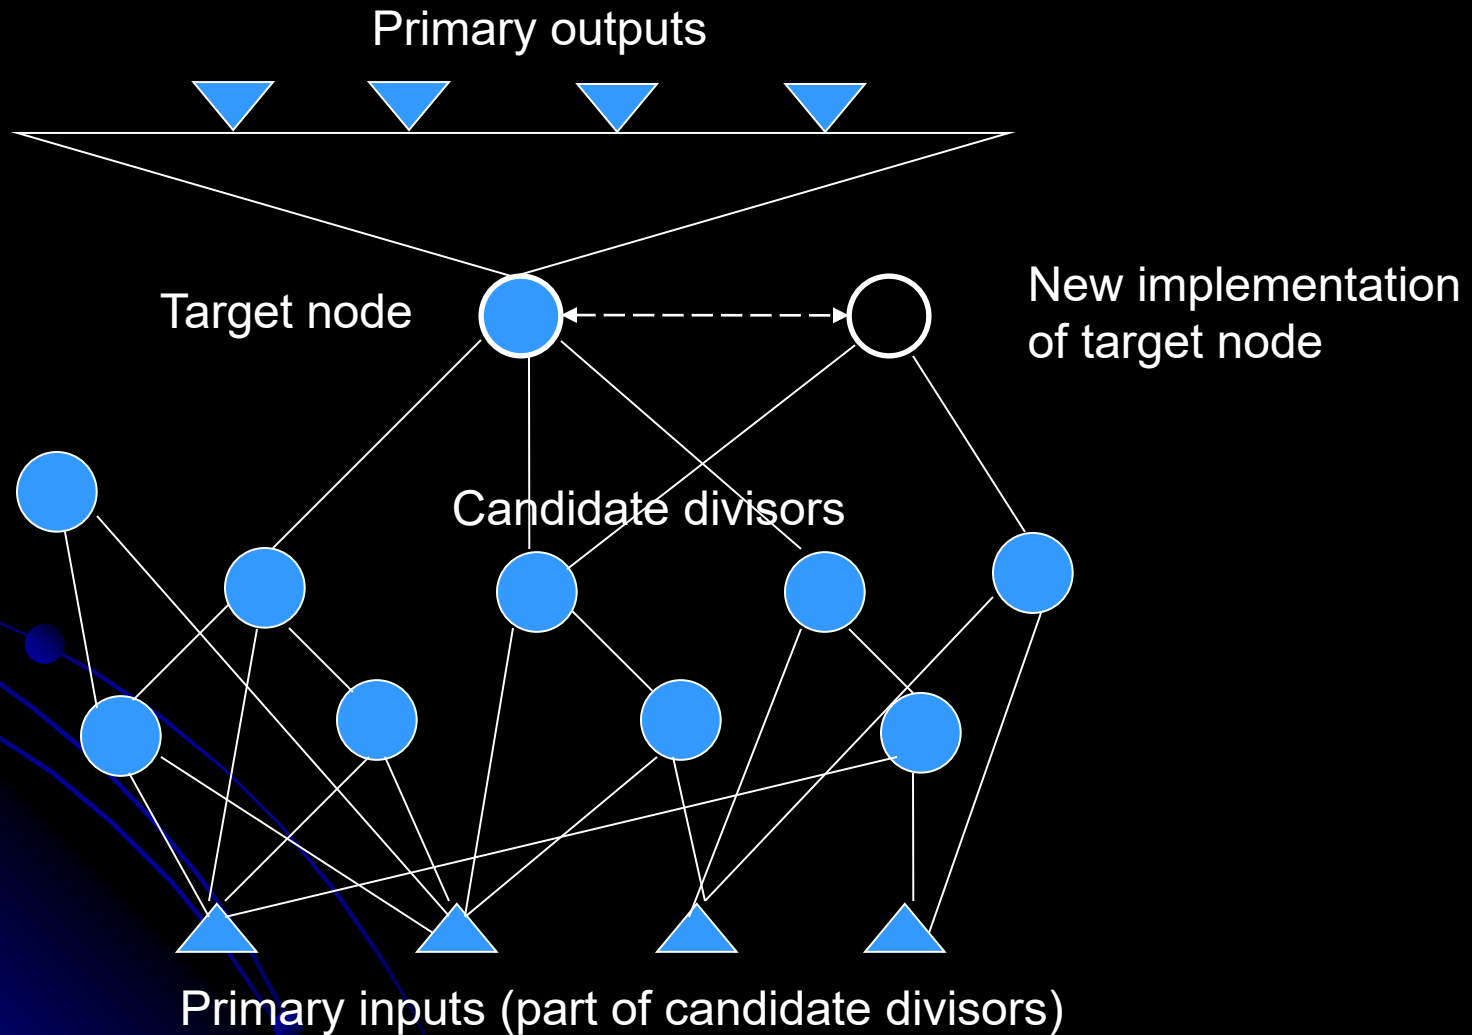 Primary outputs
Target node
New implementation
of target node
Candidate divisors
Primary inputs (part of candidate divisors)